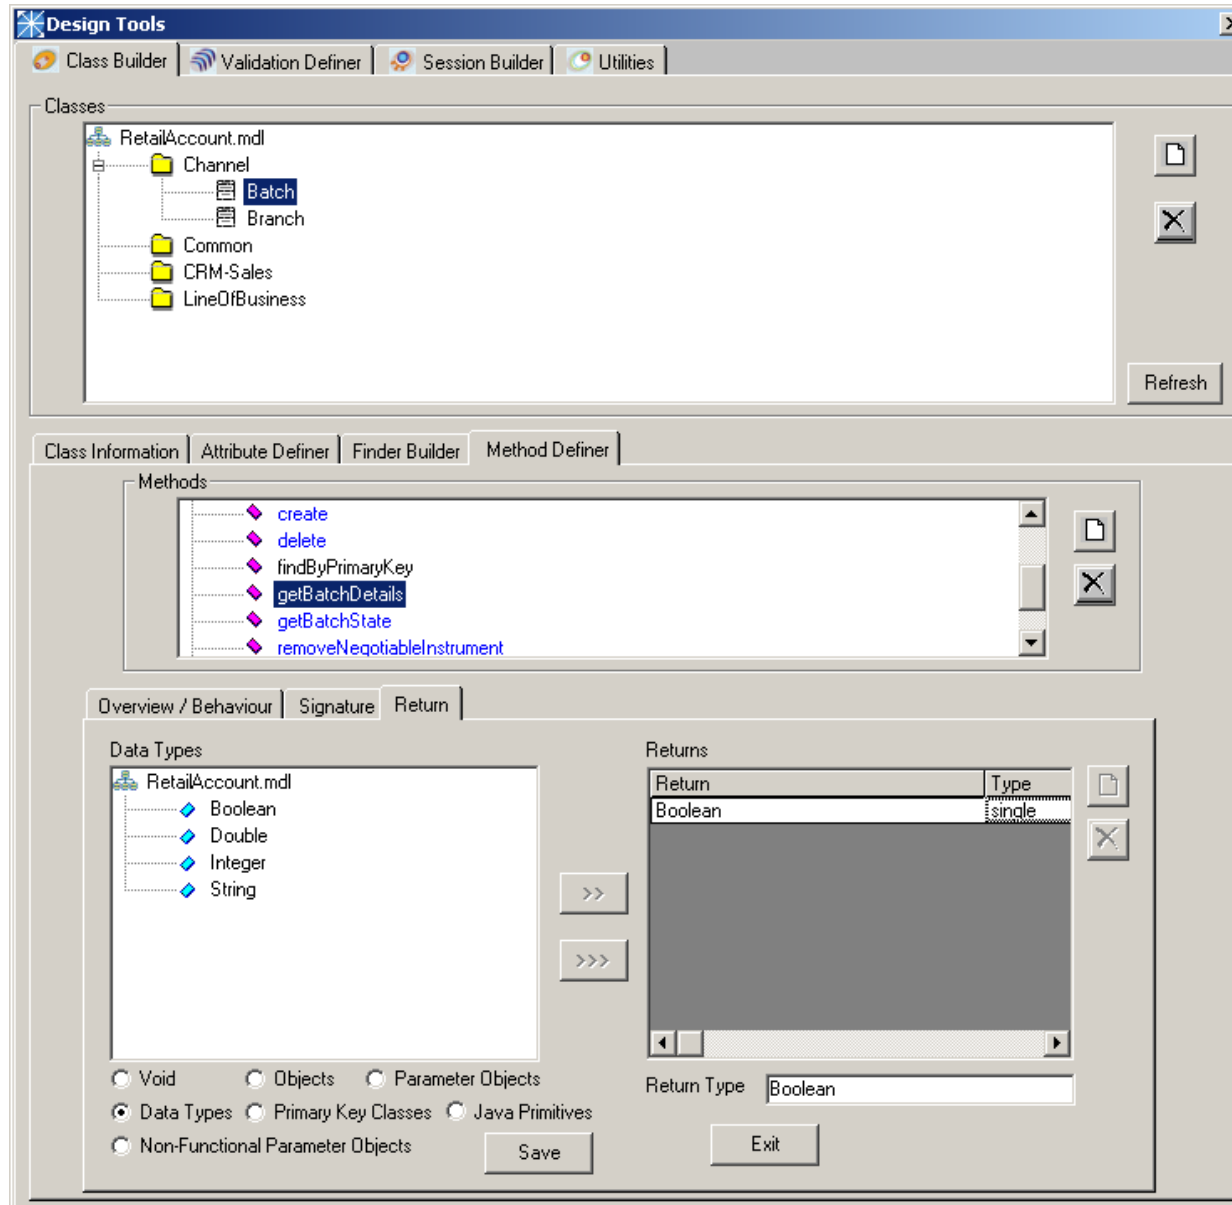 Design Tools
Class Builder Validation Definer Session Builder Utilities
Classes
RetailAccount.mdl
Channel
Batch
Branch
Common
CRM-Sales
LineOfBusiness
Refresh
Class Information Attribute Definer Finder Builder Method Definer
Methods
create
delete
findByPrimaryKey
getBatchDetails
getBatchState
removeNegotiableInstrument
Overview / Behaviour Signature Return
Data Types Returns
RetailAccount.mdl Return Type
Boolean Boolean single
Double
Integer
String
>>
>>>
Void Objects Parameter Objects
Return Type Boolean
Data Types Primary Key Classes Java Primitives
Non-Functional Parameter Objects Save Exit